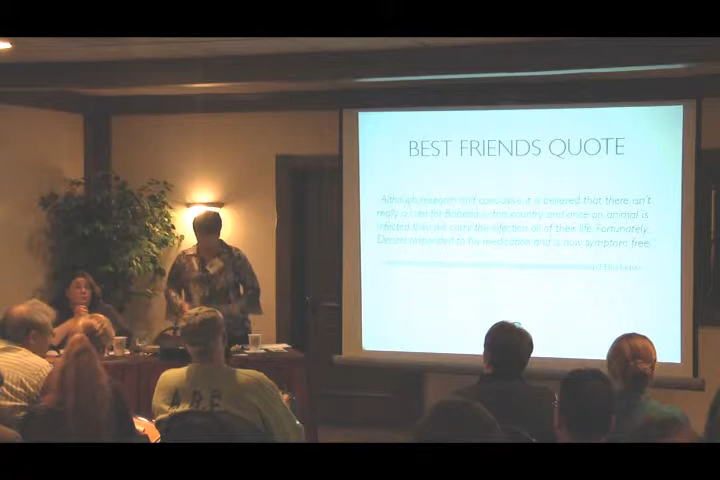 BEST FRIENDS QUOTE
Although research isn't conclusive, it is believed that there isn't
really a cure for Babesia in this country and once an animal is
infected they will carry the infection all of their life. Fortunately,
responded to his medication and is now symptom free.